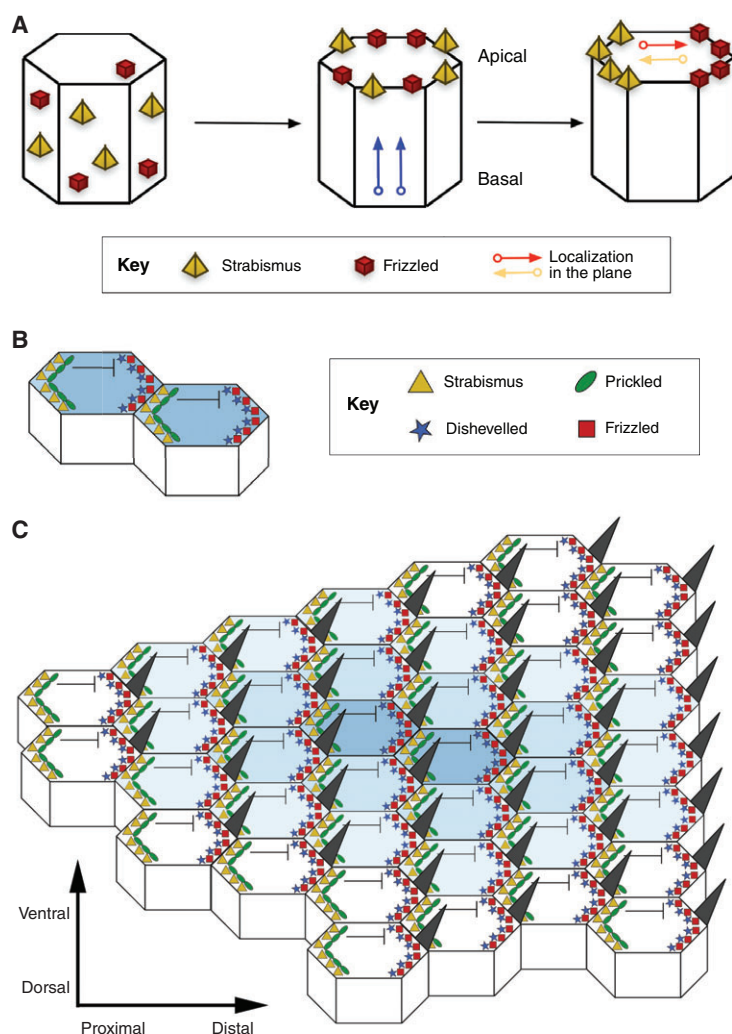 A
Apical
Basal
Key
Strabismus
Frizzled
Localization
in the plane
B
Key
Strabismus
Prickled
Dishevelled
Frizzled
C
Ventral
Dorsal
Proximal
Distal